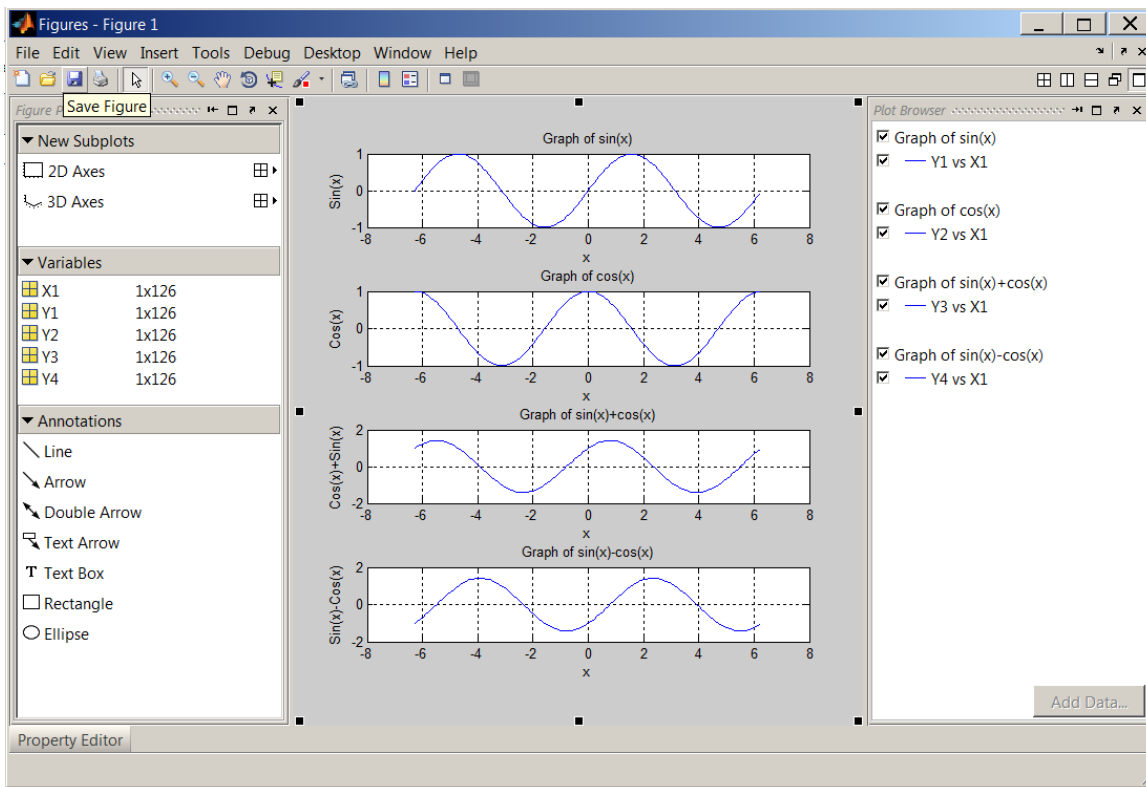 Figures - Figure 1
File Edit View Insert Tools Debug Desktop Window Help
Save Figure
Figure P
New Subplots
2D Axes
3D Axes
Variables
X1 1x126
Y1 1x126
Y2 1x126
Y3 1x126
Y4 1x126
Annotations
Line
Arrow
Double Arrow
Text Arrow
T Text Box
Rectangle
Ellipse
Graph of sin(x)
Sin(x)
1
0
-1
-8 -6 -4 -2 0 2 4 6 8
x
Graph of cos(x)
Cos(x)
1
0
-1
-8 -6 -4 -2 0 2 4 6 8
x
Graph of sin(x)+cos(x)
Cos(x)+Sin(x)
2
0
-2
-8 -6 -4 -2 0 2 4 6 8
x
Graph of sin(x)-cos(x)
Sin(x)-Cos(x)
2
0
-2
-8 -6 -4 -2 0 2 4 6 8
x
Plot Browser
Graph of sin(x)
Y1 vs X1
Graph of cos(x)
Y2 vs X1
Graph of sin(x)+cos(x)
Y3 vs X1
Graph of sin(x)-cos(x)
Y4 vs X1
Add Data...
Property Editor